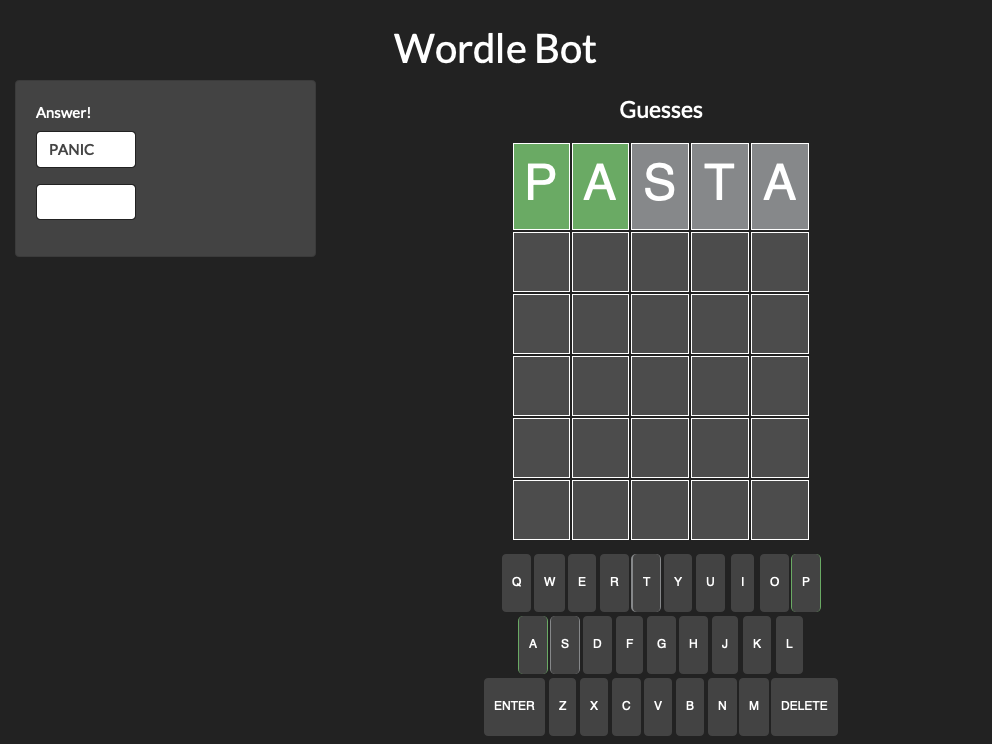 Wordle Bot
Answer!
PANIC
Guesses
P A S T A
Q W E R T Y U I O P
A S D F G H J K L
ENTER Z X C V B N M DELETE